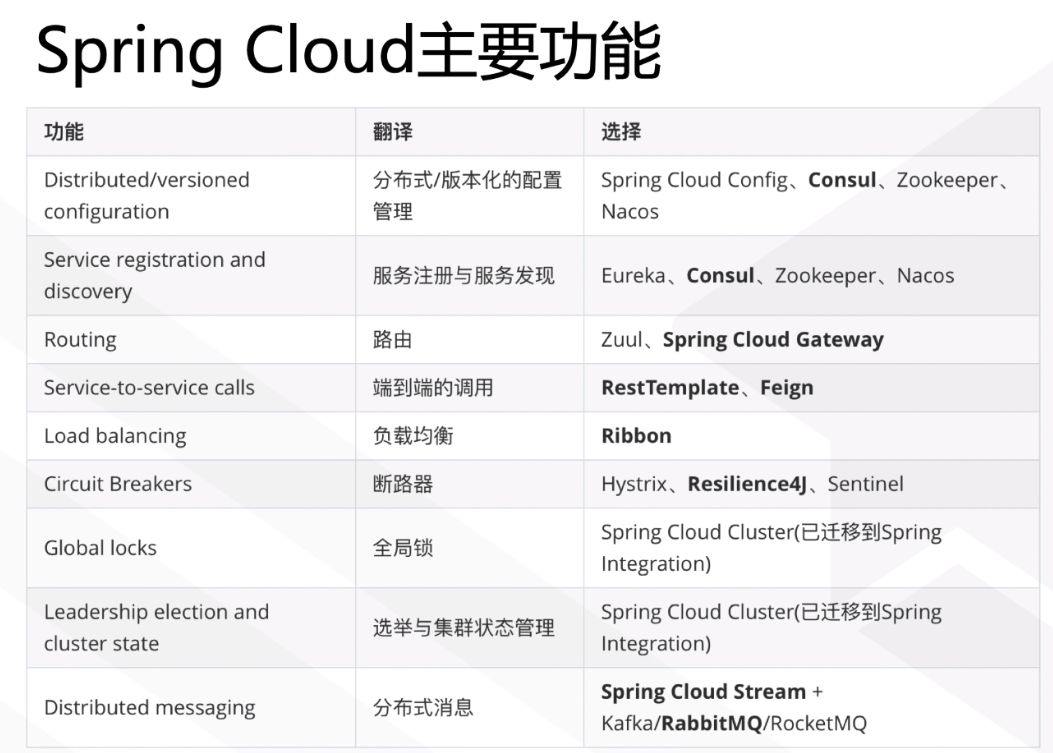 Spring Cloud主要功能
功能 翻译 选择
Distributed/versioned
configuration
分布式/版本化的配置
管理
Spring Cloud Config、Consul、Zookeeper、
Nacos
Service registration and
discovery
服务注册与服务发现
Eureka、Consul、Zookeeper、Nacos
Routing 路由 Zuul、Spring Cloud Gateway
Service-to-service calls 端到端的调用 RestTemplate、Feign
Load balancing 负载均衡 Ribbon
Circuit Breakers 断路器 Hystrix、Resilience4J、Sentinel
Global locks 全局锁
Spring Cloud Cluster(已迁移到Spring
Integration)
Leadership election and
cluster state
选举与集群状态管理
Spring Cloud Cluster(已迁移到Spring
Integration)
Distributed messaging 分布式消息
Spring Cloud Stream +
Kafka/RabbitMQ/RocketMQ